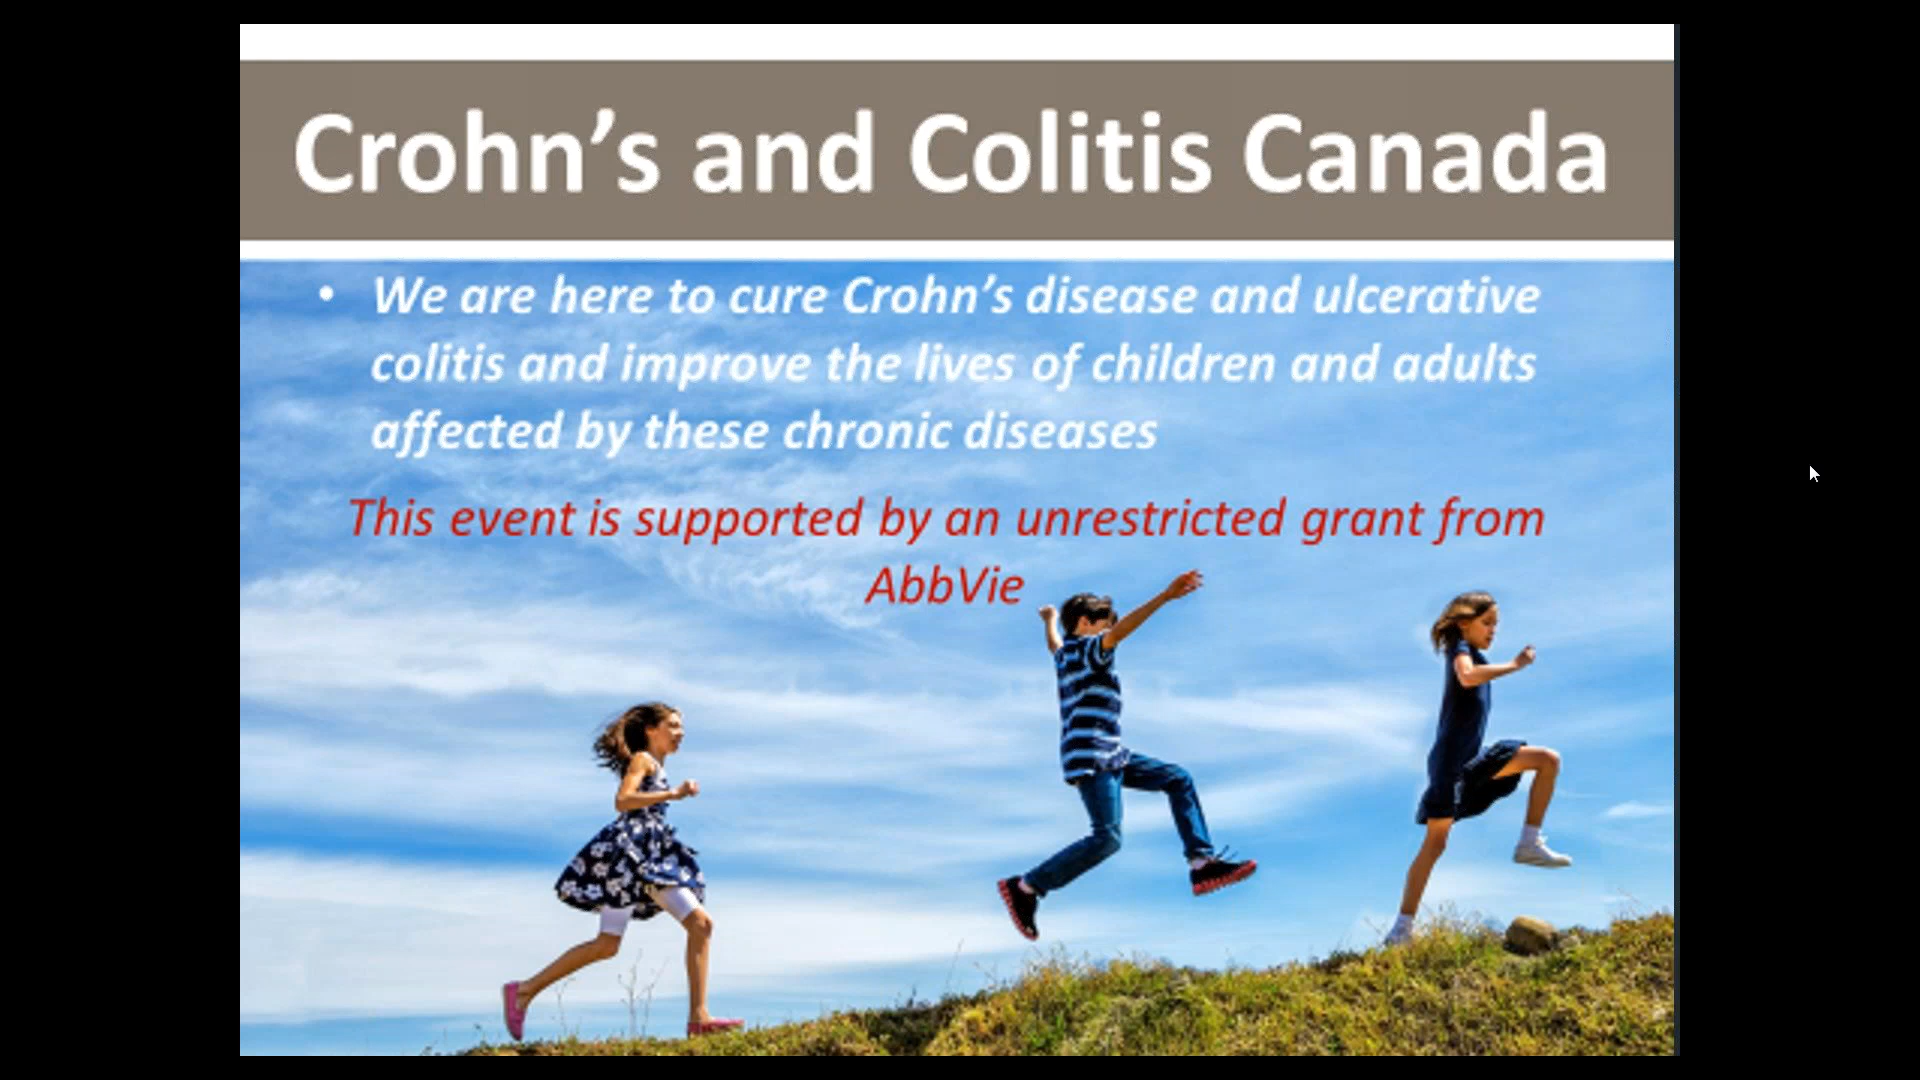 Crohn’s and Colitis Canada
• We are here to cure Crohn’s disease and ulcerative
colitis and improve the lives of children and adults
affected by these chronic diseases
This event is supported by an unrestricted grant from
AbbVie